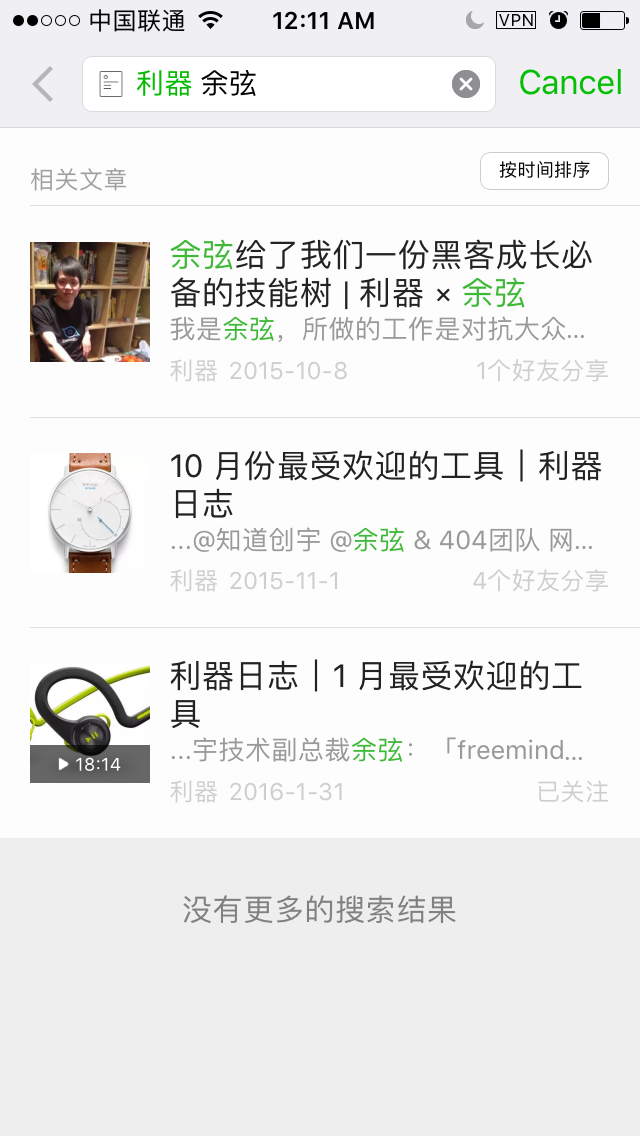 中国联通 12:11 AM VPN
利器 余弦 Cancel
相关文章 按时间排序
余弦给了我们一份黑客成长必
备的技能树 | 利器 × 余弦
我是余弦，所做的工作是对抗大众...
利器 2015-10-8 1个好友分享
10 月份最受欢迎的工具｜利器
日志
...@知道创宇 @余弦 & 404团队 网...
利器 2015-11-1 4个好友分享
利器日志｜1 月最受欢迎的工
具
...宇技术副总裁余弦：「freemind...
18:14
利器 2016-1-31 已关注
没有更多的搜索结果